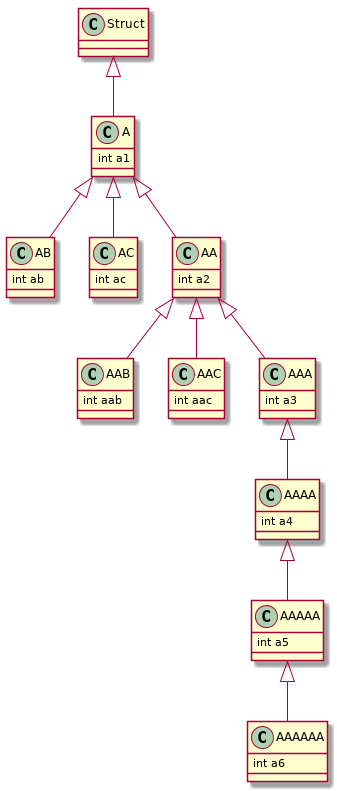 C Struct
C A
int a1
C AB
int ab
C AC
int ac
C AA
int a2
C AAB
int aab
C AAC
int aac
C AAA
int a3
C AAAA
int a4
C AAAAA
int a5
C AAAAAA
int a6